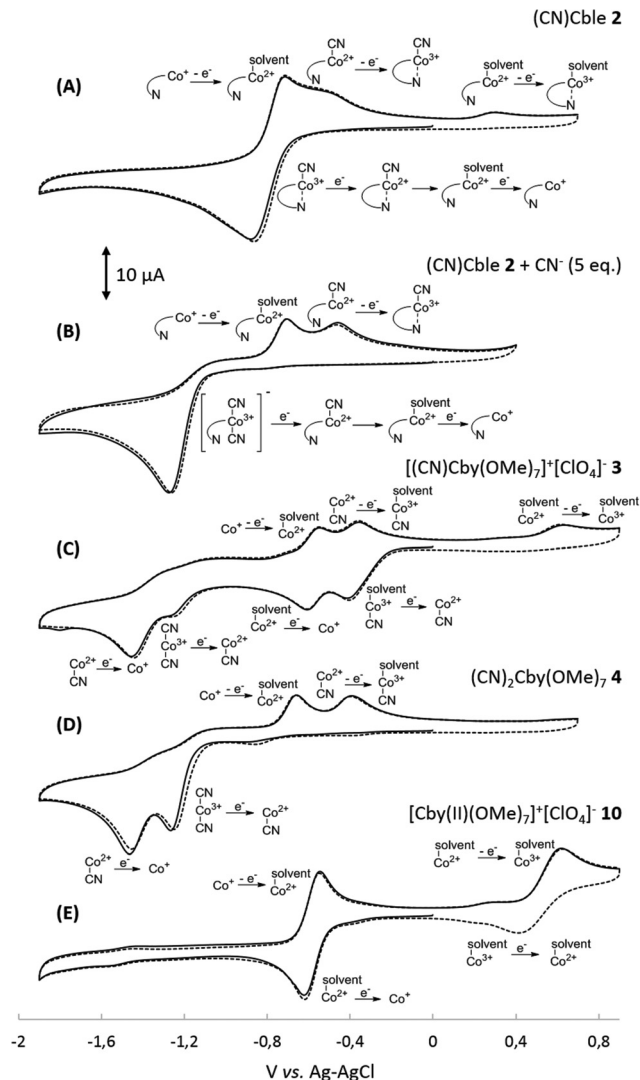 (CN)Cble 2
(A)
N Co⁺ - e⁻ solvent Co²⁺ N
CN Co²⁺ N - e⁻ CN Co³⁺ N
solvent Co²⁺ N - e⁻ solvent Co³⁺ N
CN Co³⁺ N e⁻ CN Co²⁺ N solvent Co²⁺ N e⁻ Co⁺ N
10 µA
(CN)Cble 2 + CN⁻ (5 eq.)
(B)
N Co⁺ - e⁻ solvent Co²⁺ N
CN Co²⁺ N - e⁻ CN Co³⁺ N
[CN Co³⁺ N CN]⁻ e⁻ CN Co²⁺ N solvent Co²⁺ N e⁻ Co⁺ N
[(CN)Cby(OMe)₇]⁺[ClO₄]⁻ 3
(C)
Co⁺ - e⁻ solvent Co²⁺
Co²⁺ CN - e⁻ solvent Co³⁺ CN
solvent Co²⁺ - e⁻ solvent Co³⁺
Co²⁺ CN e⁻ Co⁺
CN Co³⁺ CN e⁻ Co²⁺ CN
solvent Co²⁺ e⁻ Co⁺
solvent Co³⁺ CN e⁻ Co²⁺ CN
(CN)₂Cby(OMe)₇ 4
(D)
Co⁺ - e⁻ solvent Co²⁺
Co²⁺ CN - e⁻ solvent Co³⁺ CN
Co²⁺ CN e⁻ Co⁺
CN Co³⁺ CN e⁻ Co²⁺ CN
[Cby(II)(OMe)₇]⁺[ClO₄]⁻ 10
(E)
Co⁺ - e⁻ solvent Co²⁺
solvent Co²⁺ - e⁻ solvent Co³⁺
solvent Co²⁺ e⁻ Co⁺
solvent Co³⁺ e⁻ solvent Co²⁺
-2 -1,6 -1,2 -0,8 -0,4 0 0,4 0,8
V vs. Ag-AgCl